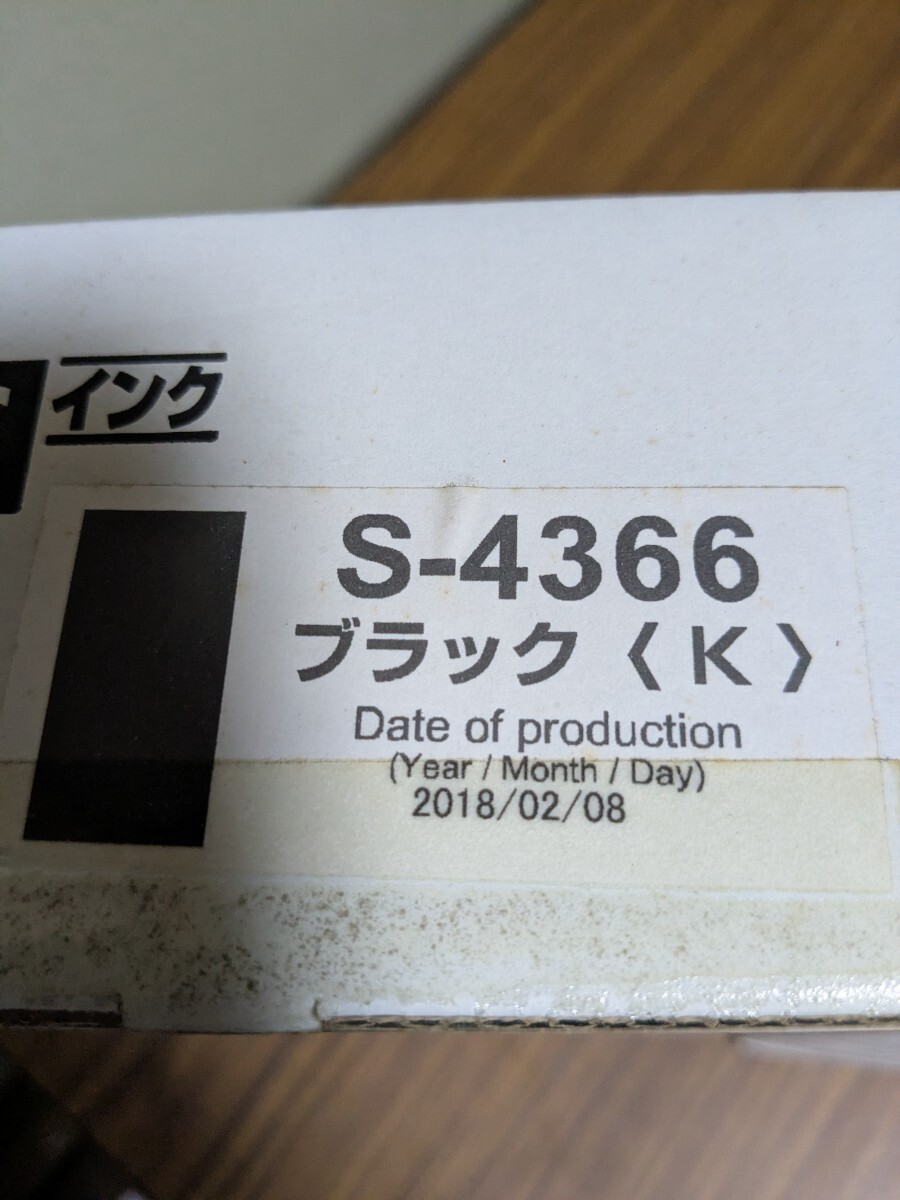 インク
S-4366
ブラック〈K〉
Date of production
(Year / Month / Day)
2018/02/08